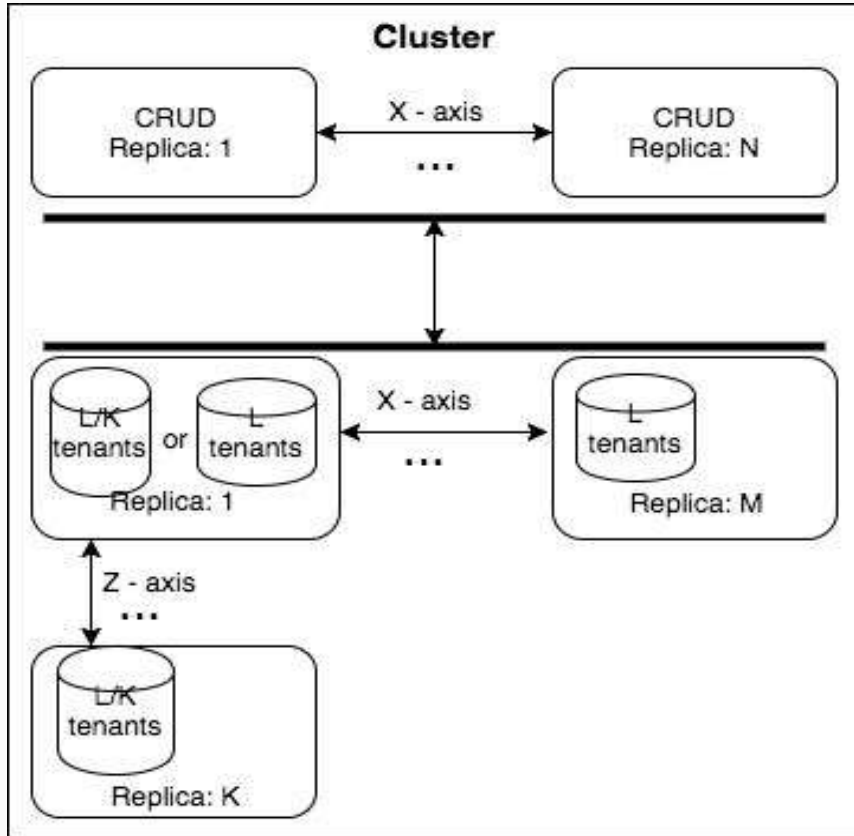 Cluster
CRUD
Replica: 1
X - axis
...
CRUD
Replica: N
L/K
tenants
or
L
tenants
Replica: 1
X - axis
...
L
tenants
Replica: M
Z - axis
...
L/K
tenants
Replica: K